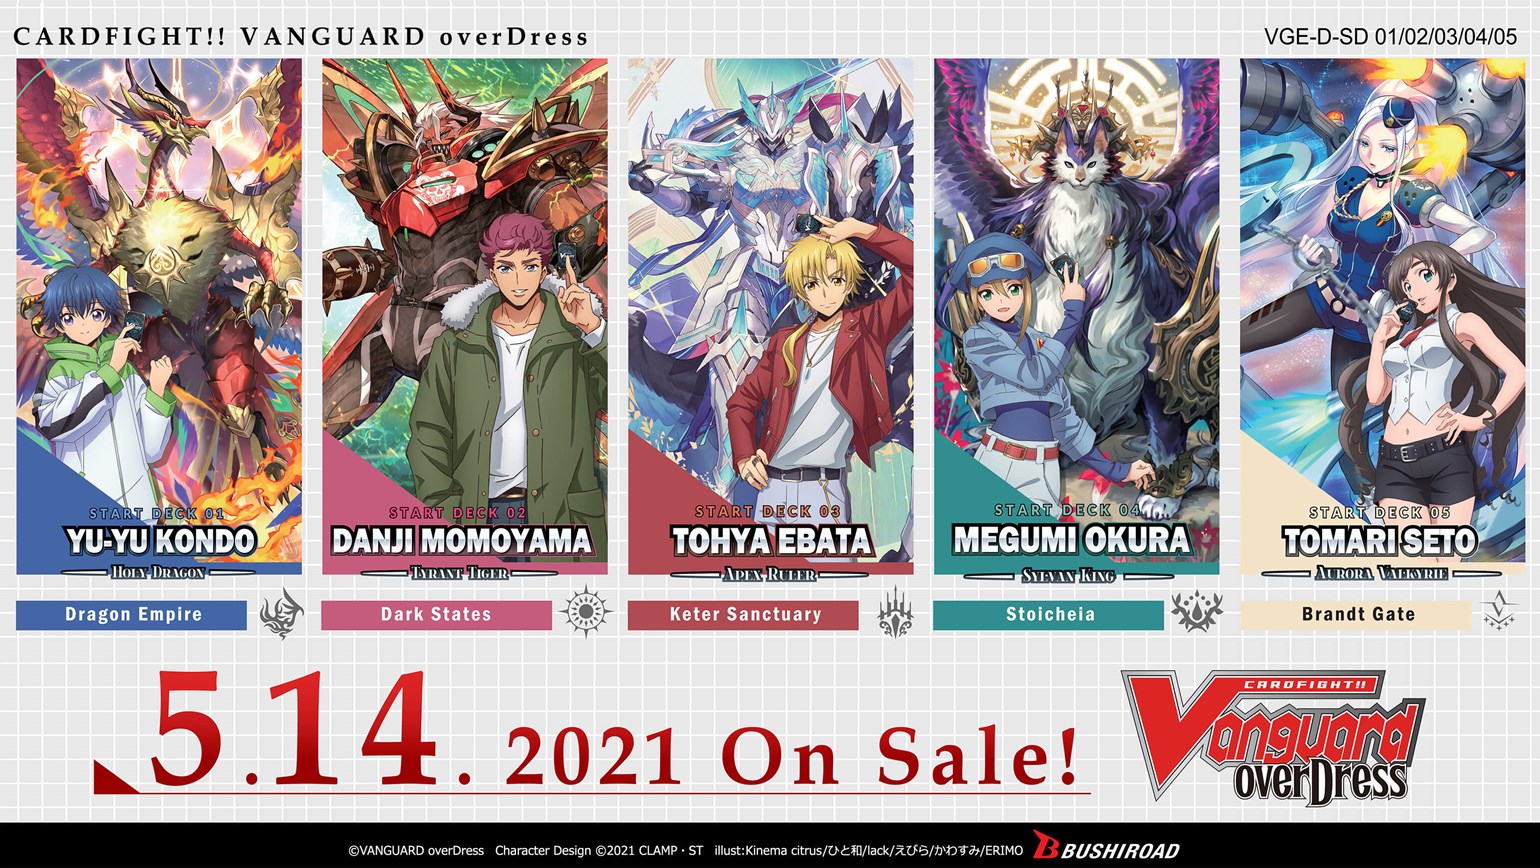 CARDFIGHT!! VANGUARD overDress
VGE-D-SD 01/02/03/04/05
START DECK 01
YU-YU KONDO
HOLY DRAGON
Dragon Empire
START DECK 02
DANJI MOMOYAMA
TYRANT TIGER
Dark States
START DECK 03
TOHYA EBATA
APEX RULER
Keter Sanctuary
START DECK 04
MEGUMI OKURA
SYLVAN KING
Stoicheia
START DECK 05
TOMARI SETO
AURORA VALKYRIE
Brandt Gate
5.14. 2021 On Sale!
CARDFIGHT!!
Vanguard
overDress
©VANGUARD overDress Character Design ©2021 CLAMP・ST illust:Kinema citrus/ひと和/lack/えびら/かわすみ/ERIMO
BUSHIROAD